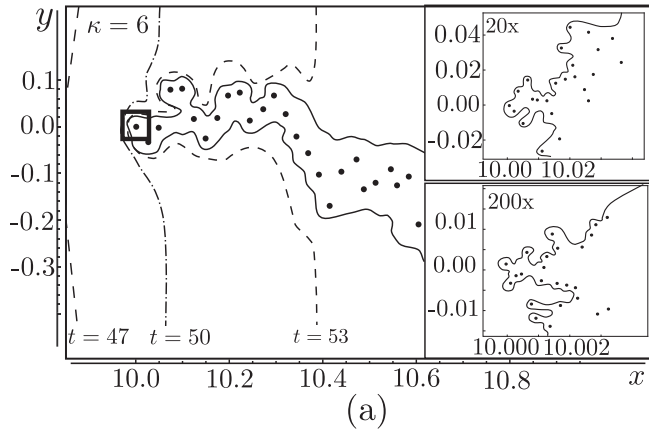 y
κ = 6
20x
0.04
0.02
0.00
-0.02
10.00 10.02
0.1
0.0
-0.1
-0.2
-0.3
200x
0.01
0.00
-0.01
10.000 10.002
t = 47 t = 50 t = 53
10.0 10.2 10.4 10.6 10.8 x
(a)